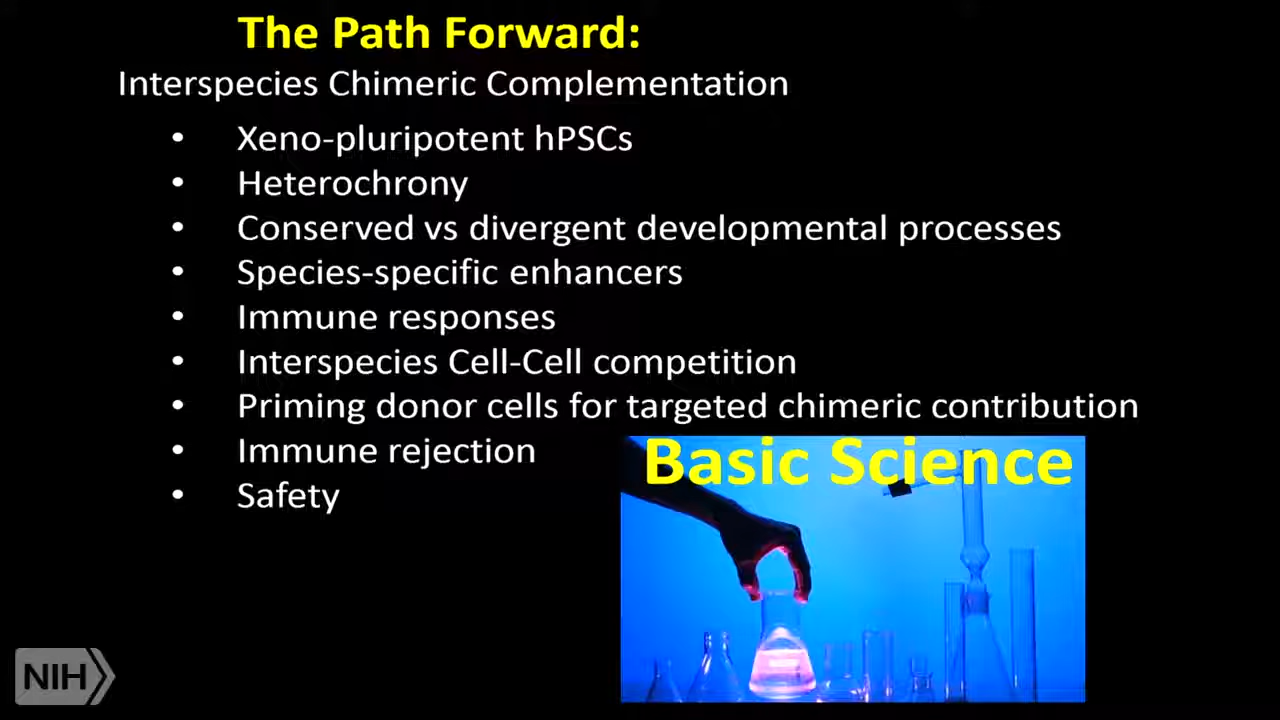 The Path Forward:
Interspecies Chimeric Complementation
• Xeno-pluripotent hPSCs
• Heterochrony
• Conserved vs divergent developmental processes
• Species-specific enhancers
• Immune responses
• Interspecies Cell-Cell competition
• Priming donor cells for targeted chimeric contribution
• Immune rejection
• Safety
Basic Science
NIH